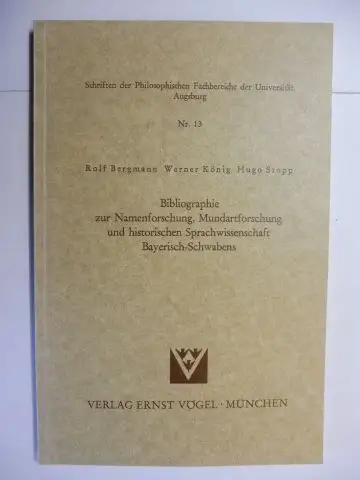 Schriften der Philosophischen Fachbereiche der Universität
Augsburg
Nr. 13
Rolf Bergmann Werner König Hugo Stopp
Bibliographie
zur Namenforschung, Mundartforschung
und historischen Sprachwissenschaft
Bayerisch-Schwabens
VERLAG ERNST VÖGEL · MÜNCHEN